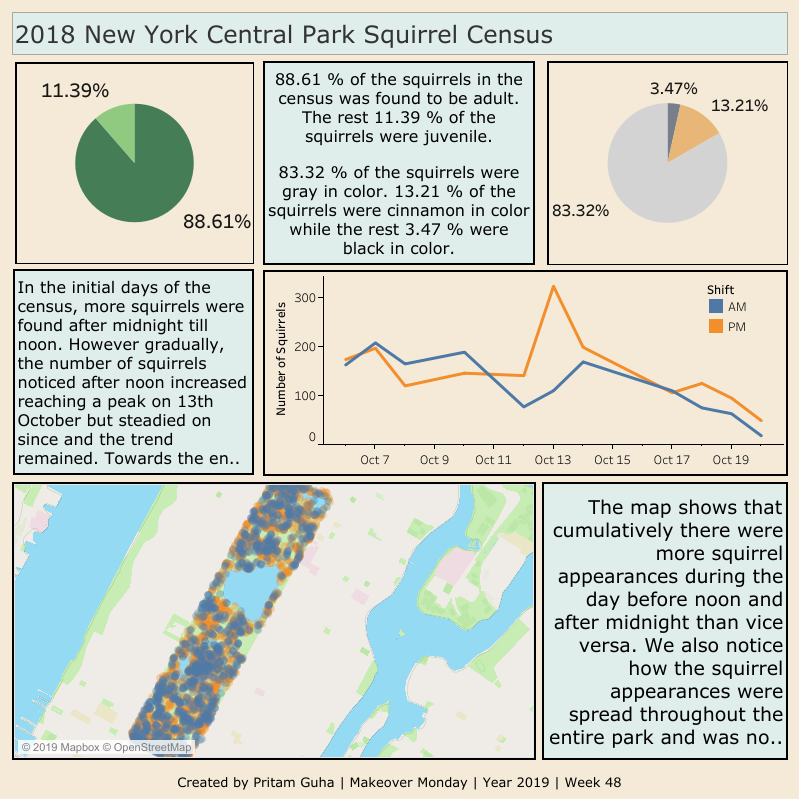 2018 New York Central Park Squirrel Census
11.39%
88.61%
88.61 % of the squirrels in the
census was found to be adult.
The rest 11.39 % of the
squirrels were juvenile.
83.32 % of the squirrels were
gray in color. 13.21 % of the
squirrels were cinnamon in color
while the rest 3.47 % were
black in color.
3.47%
13.21%
83.32%
In the initial days of the
census, more squirrels were
found after midnight till
noon. However gradually,
the number of squirrels
noticed after noon increased
reaching a peak on 13th
October but steadied on
since and the trend
remained. Towards the en..
Number of Squirrels
300
200
100
0
Oct 7 Oct 9 Oct 11 Oct 13 Oct 15 Oct 17 Oct 19
Shift
AM
PM
© 2019 Mapbox © OpenStreetMap
The map shows that
cumulatively there were
more squirrel
appearances during the
day before noon and
after midnight than vice
versa. We also notice
how the squirrel
appearances were
spread throughout the
entire park and was no..
Created by Pritam Guha | Makeover Monday | Year 2019 | Week 48